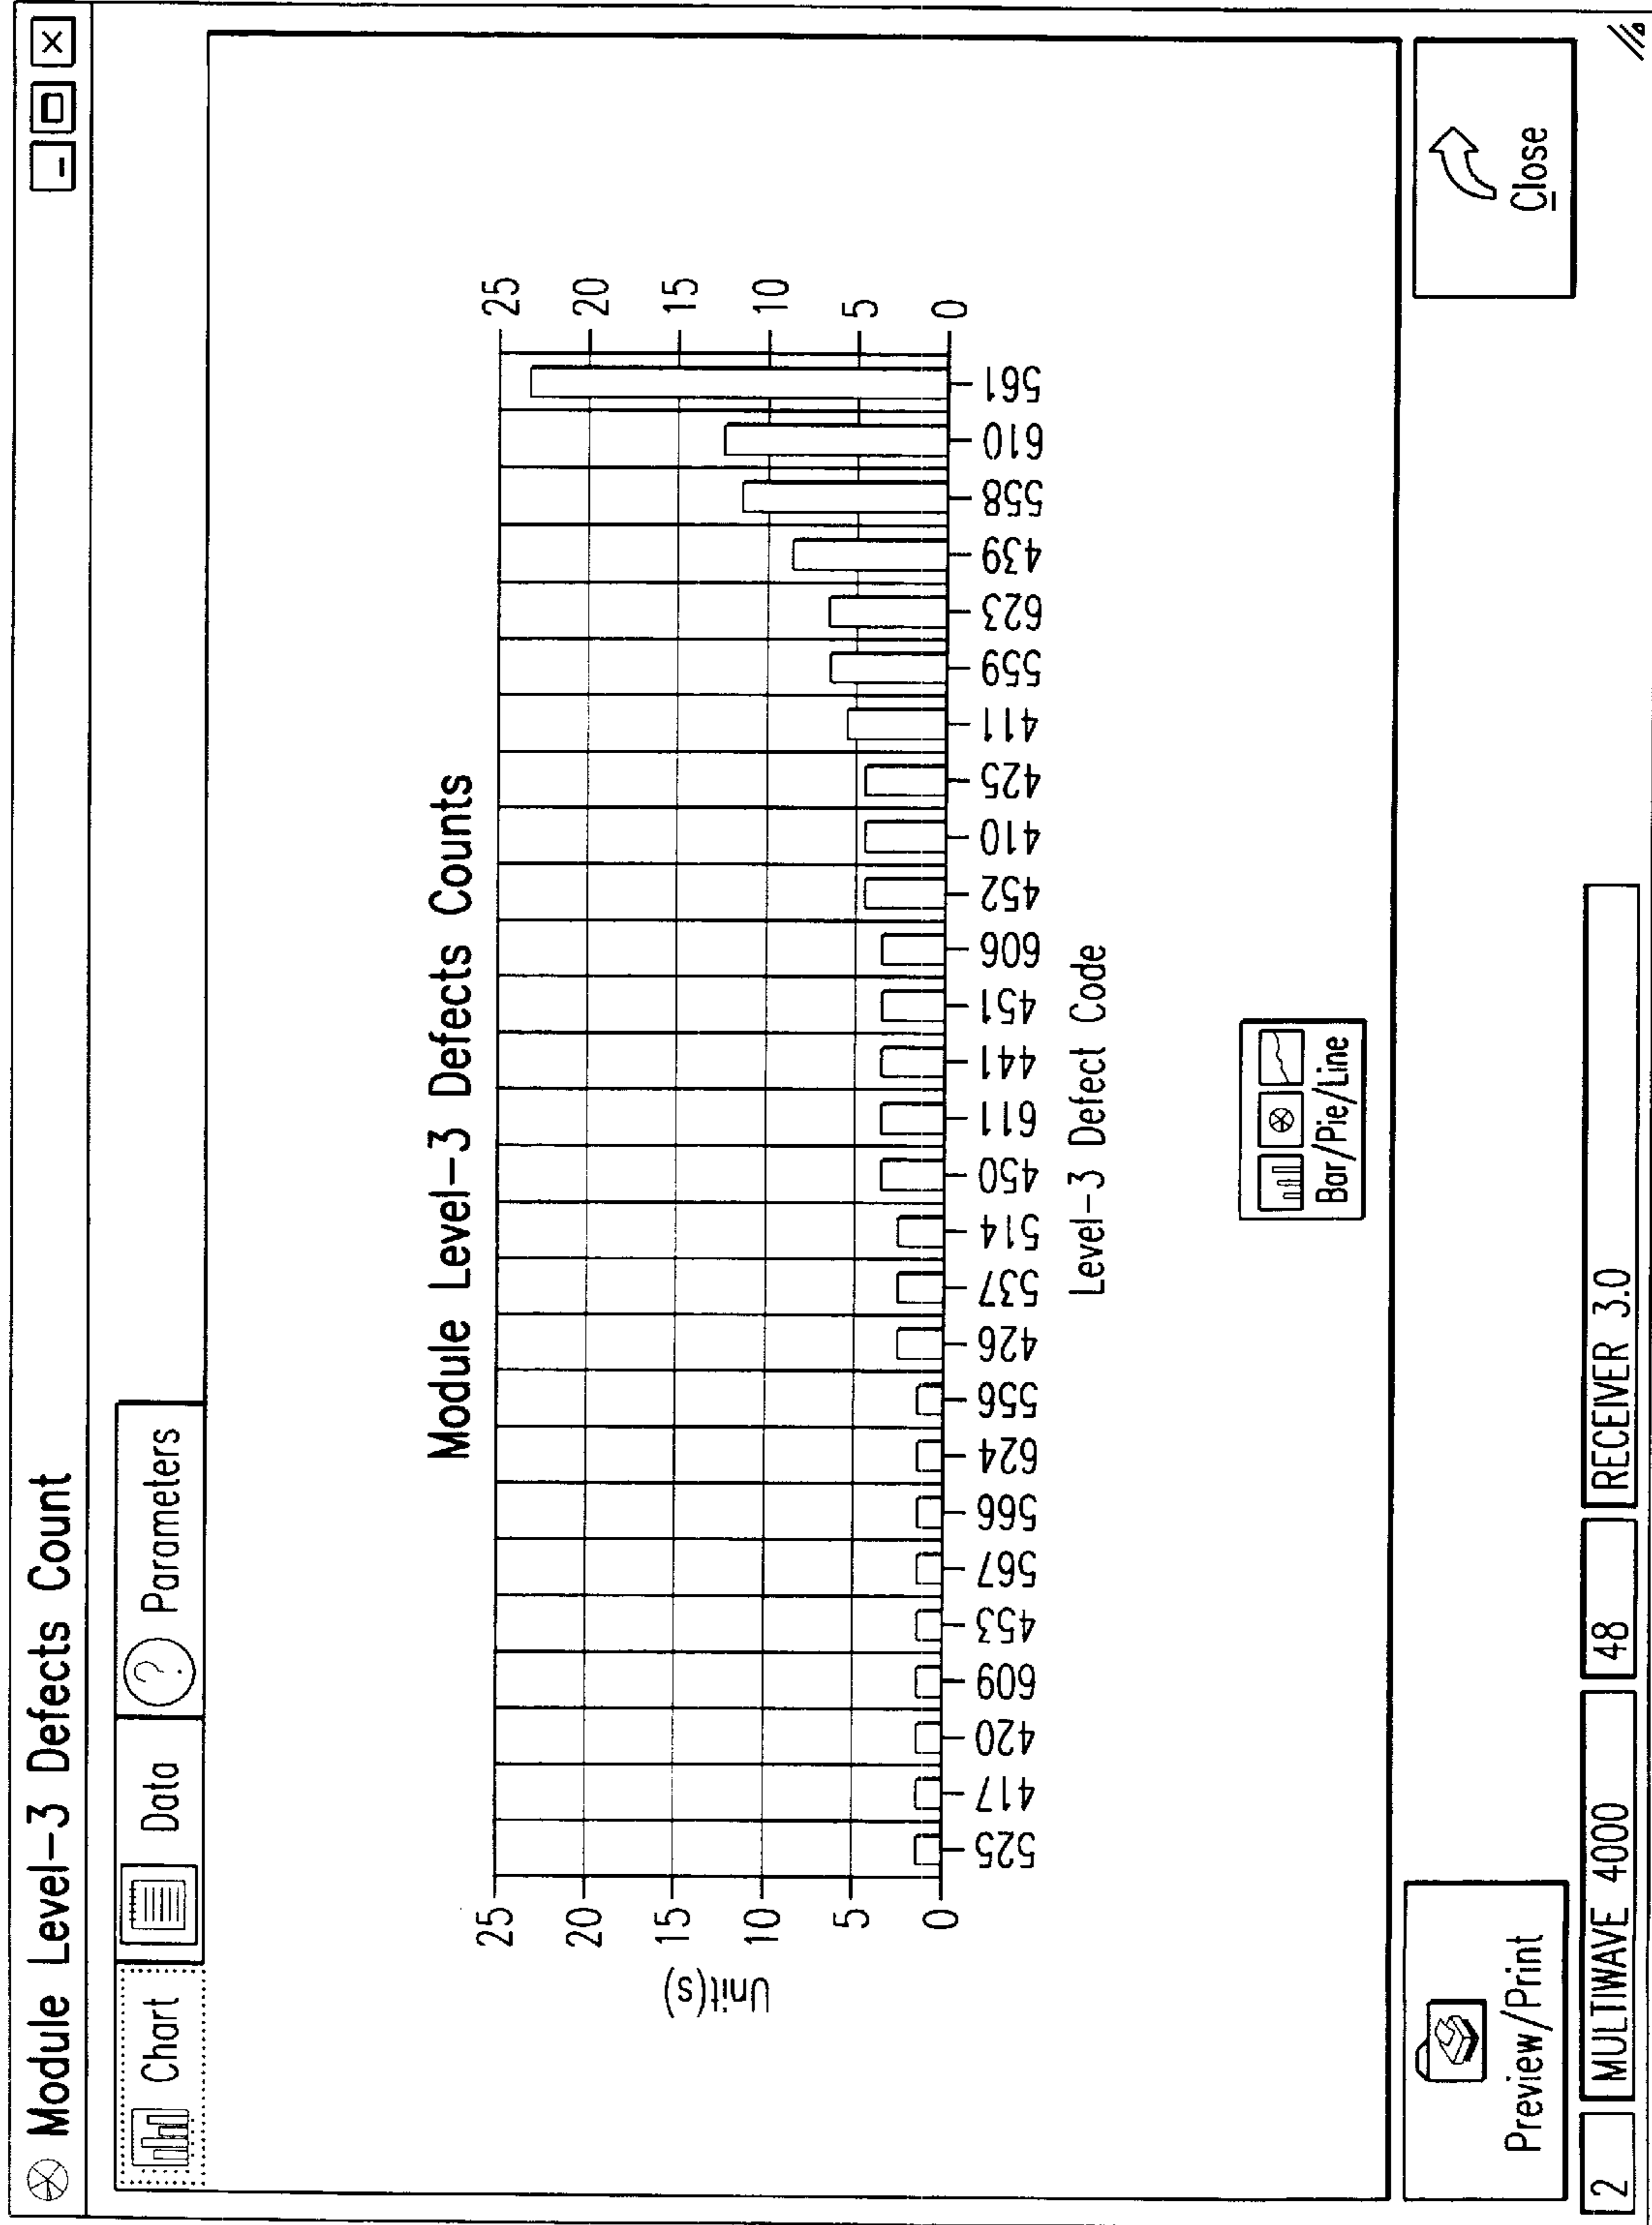 Module Level-3 Defects Count
Chart
Data
? Parameters
Module Level-3 Defects Counts
Unit(s)
25
20
15
10
5
0
25
20
15
10
5
0
525 417 420 609 453 567 566 624 556 426 537 514 450 611 441 451 606 452 410 425 411 559 623 439 558 610 561
Level-3 Defect Code
Bar/Pie/Line
Preview/Print
Close
2
MULTIWAVE 4000
48
RECEIVER 3.0